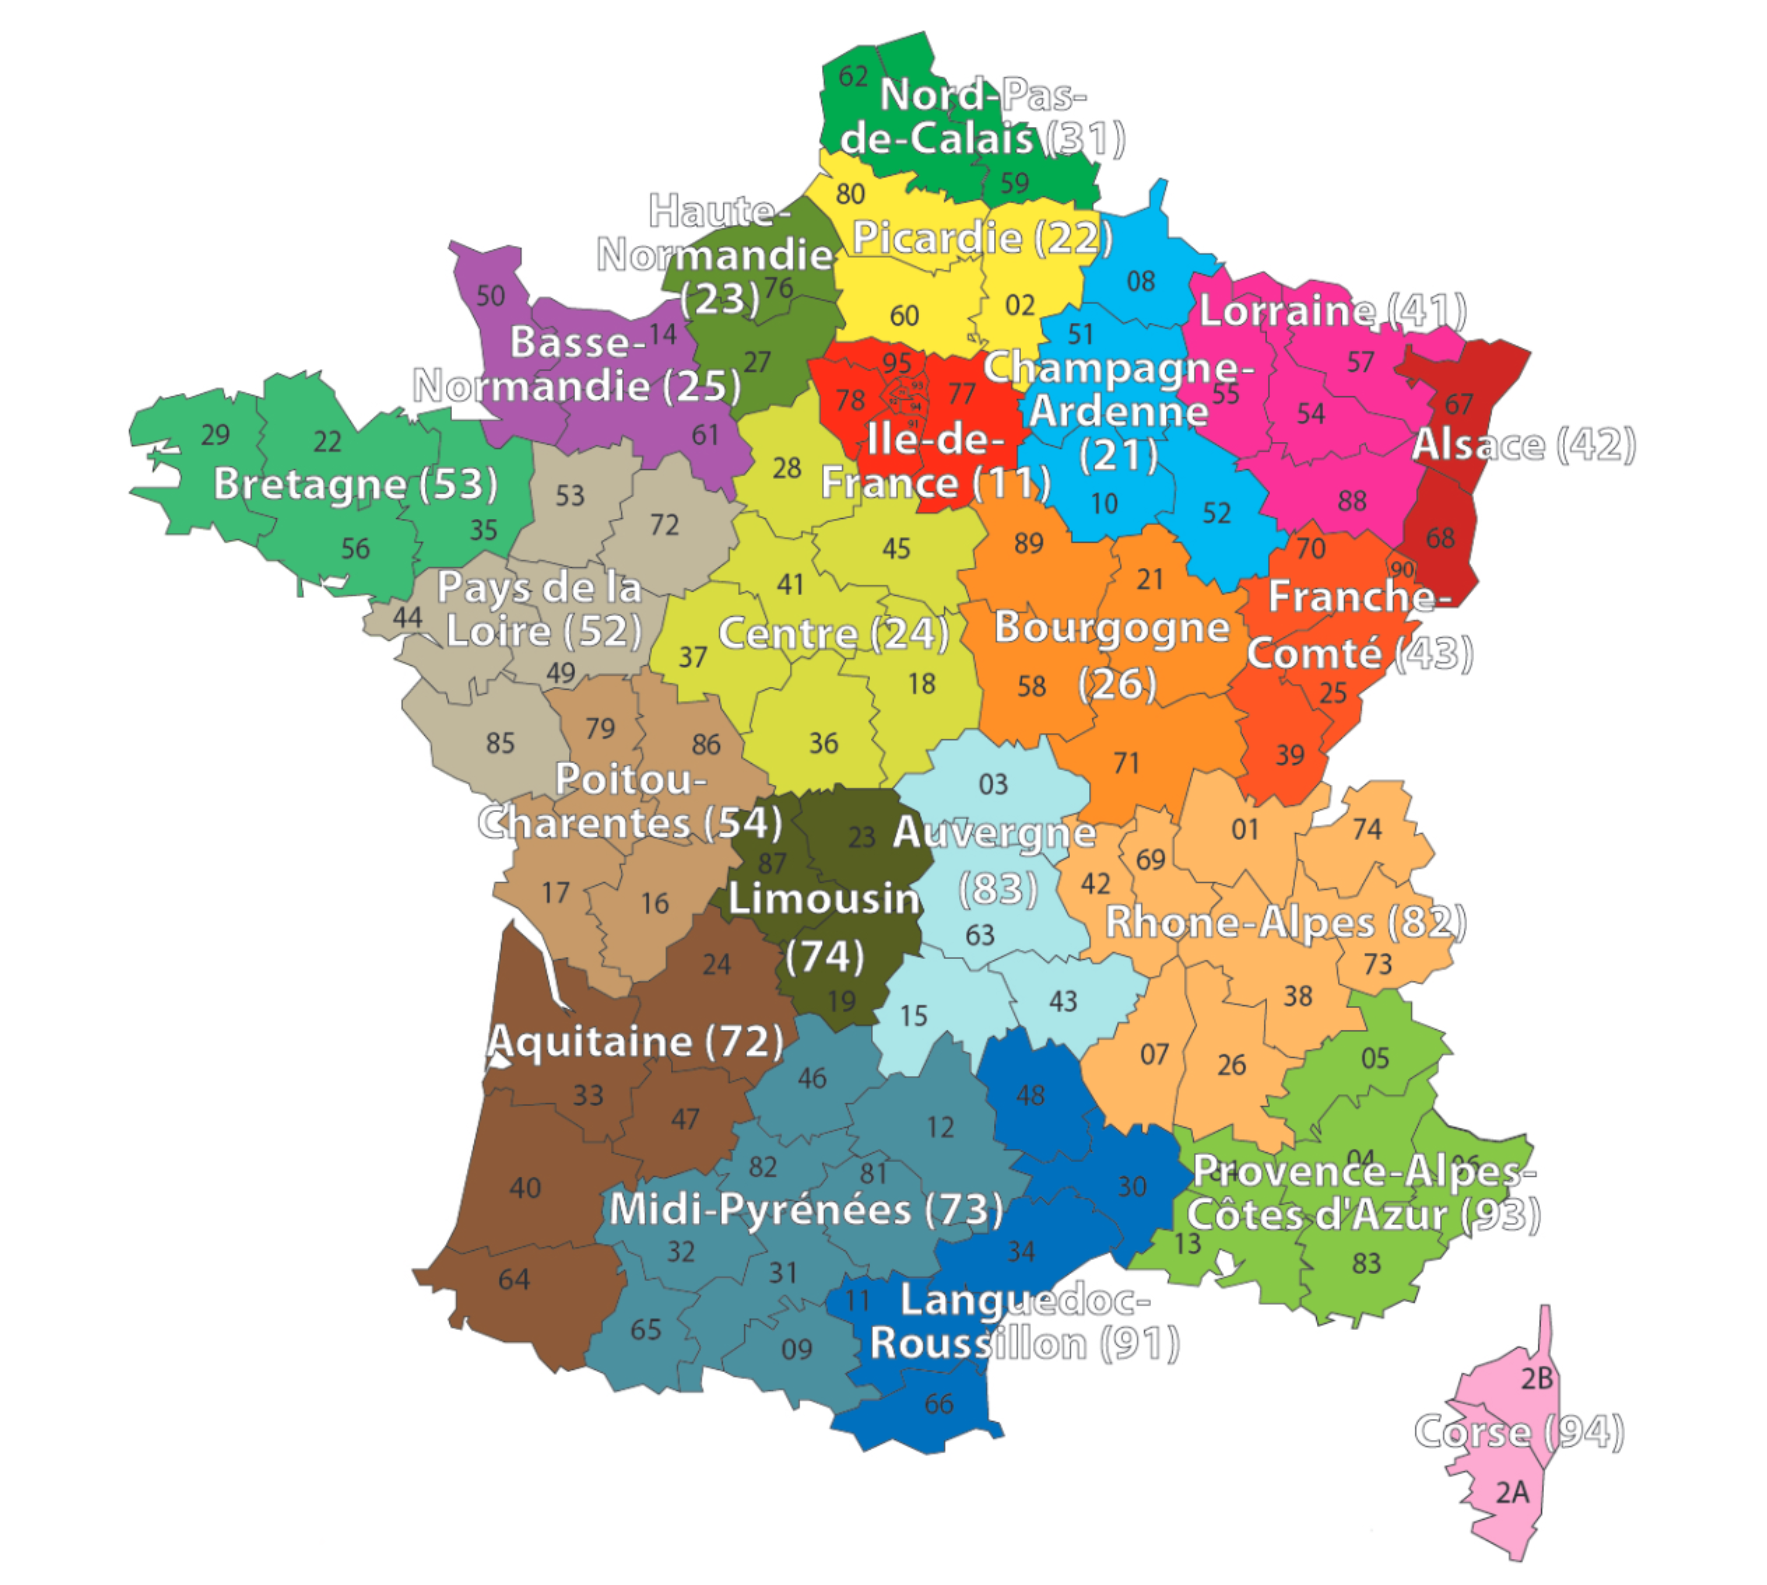 62
Nord-Pas-
de-Calais (31)
59
80
Picardie (22)
60
02
Haute-
Normandie
(23)
76
27
50
14
Basse-
Normandie (25)
61
08
51
Champagne-
Ardenne
(21)
10
52
Lorraine (41)
57
55
54
88
67
Alsace (42)
68
95
78
77
Ile-de-
France (11)
29
22
Bretagne (53)
35
56
53
72
Pays de la
Loire (52)
44
49
85
28
45
41
Centre (24)
37
18
36
89
21
Bourgogne
(26)
58
71
70
90
Franche-
Comté (43)
25
39
79
86
Poitou-
Charentes (54)
17
16
23
87
Limousin
(74)
19
03
Auvergne
(83)
63
15
43
01
74
69
42
Rhone-Alpes (82)
73
38
07
26
24
Aquitaine (72)
33
47
40
64
46
12
82
81
Midi-Pyrénées (73)
32
31
65
09
48
30
34
11
Languedoc-
Roussillon (91)
66
05
04
06
Provence-Alpes-
Côtes d'Azur (93)
13
83
2B
Corse (94)
2A